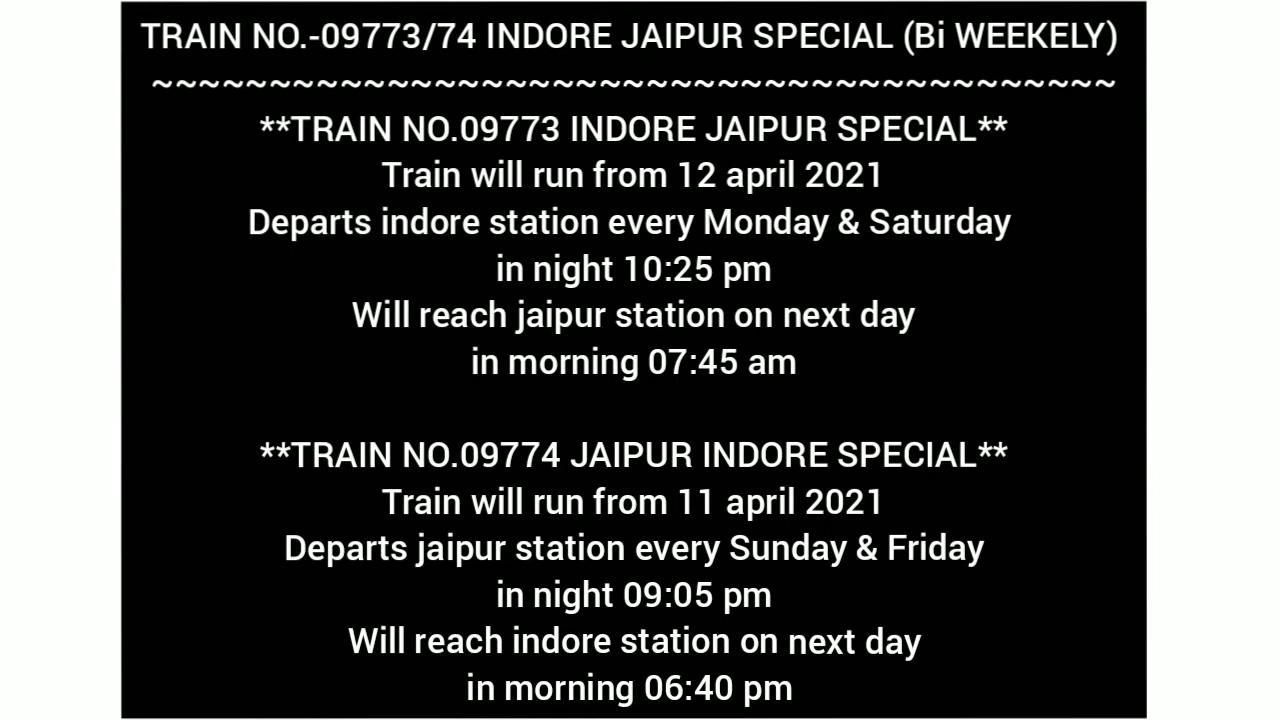 TRAIN NO.-09773/74 INDORE JAIPUR SPECIAL (Bi WEEKELY)
~~~~~~~~~~~~~~~~~~~~~~~~~~~~~~~~~~~~~~~~~
**TRAIN NO.09773 INDORE JAIPUR SPECIAL**
Train will run from 12 april 2021
Departs indore station every Monday & Saturday
in night 10:25 pm
Will reach jaipur station on next day
in morning 07:45 am
**TRAIN NO.09774 JAIPUR INDORE SPECIAL**
Train will run from 11 april 2021
Departs jaipur station every Sunday & Friday
in night 09:05 pm
Will reach indore station on next day
in morning 06:40 pm